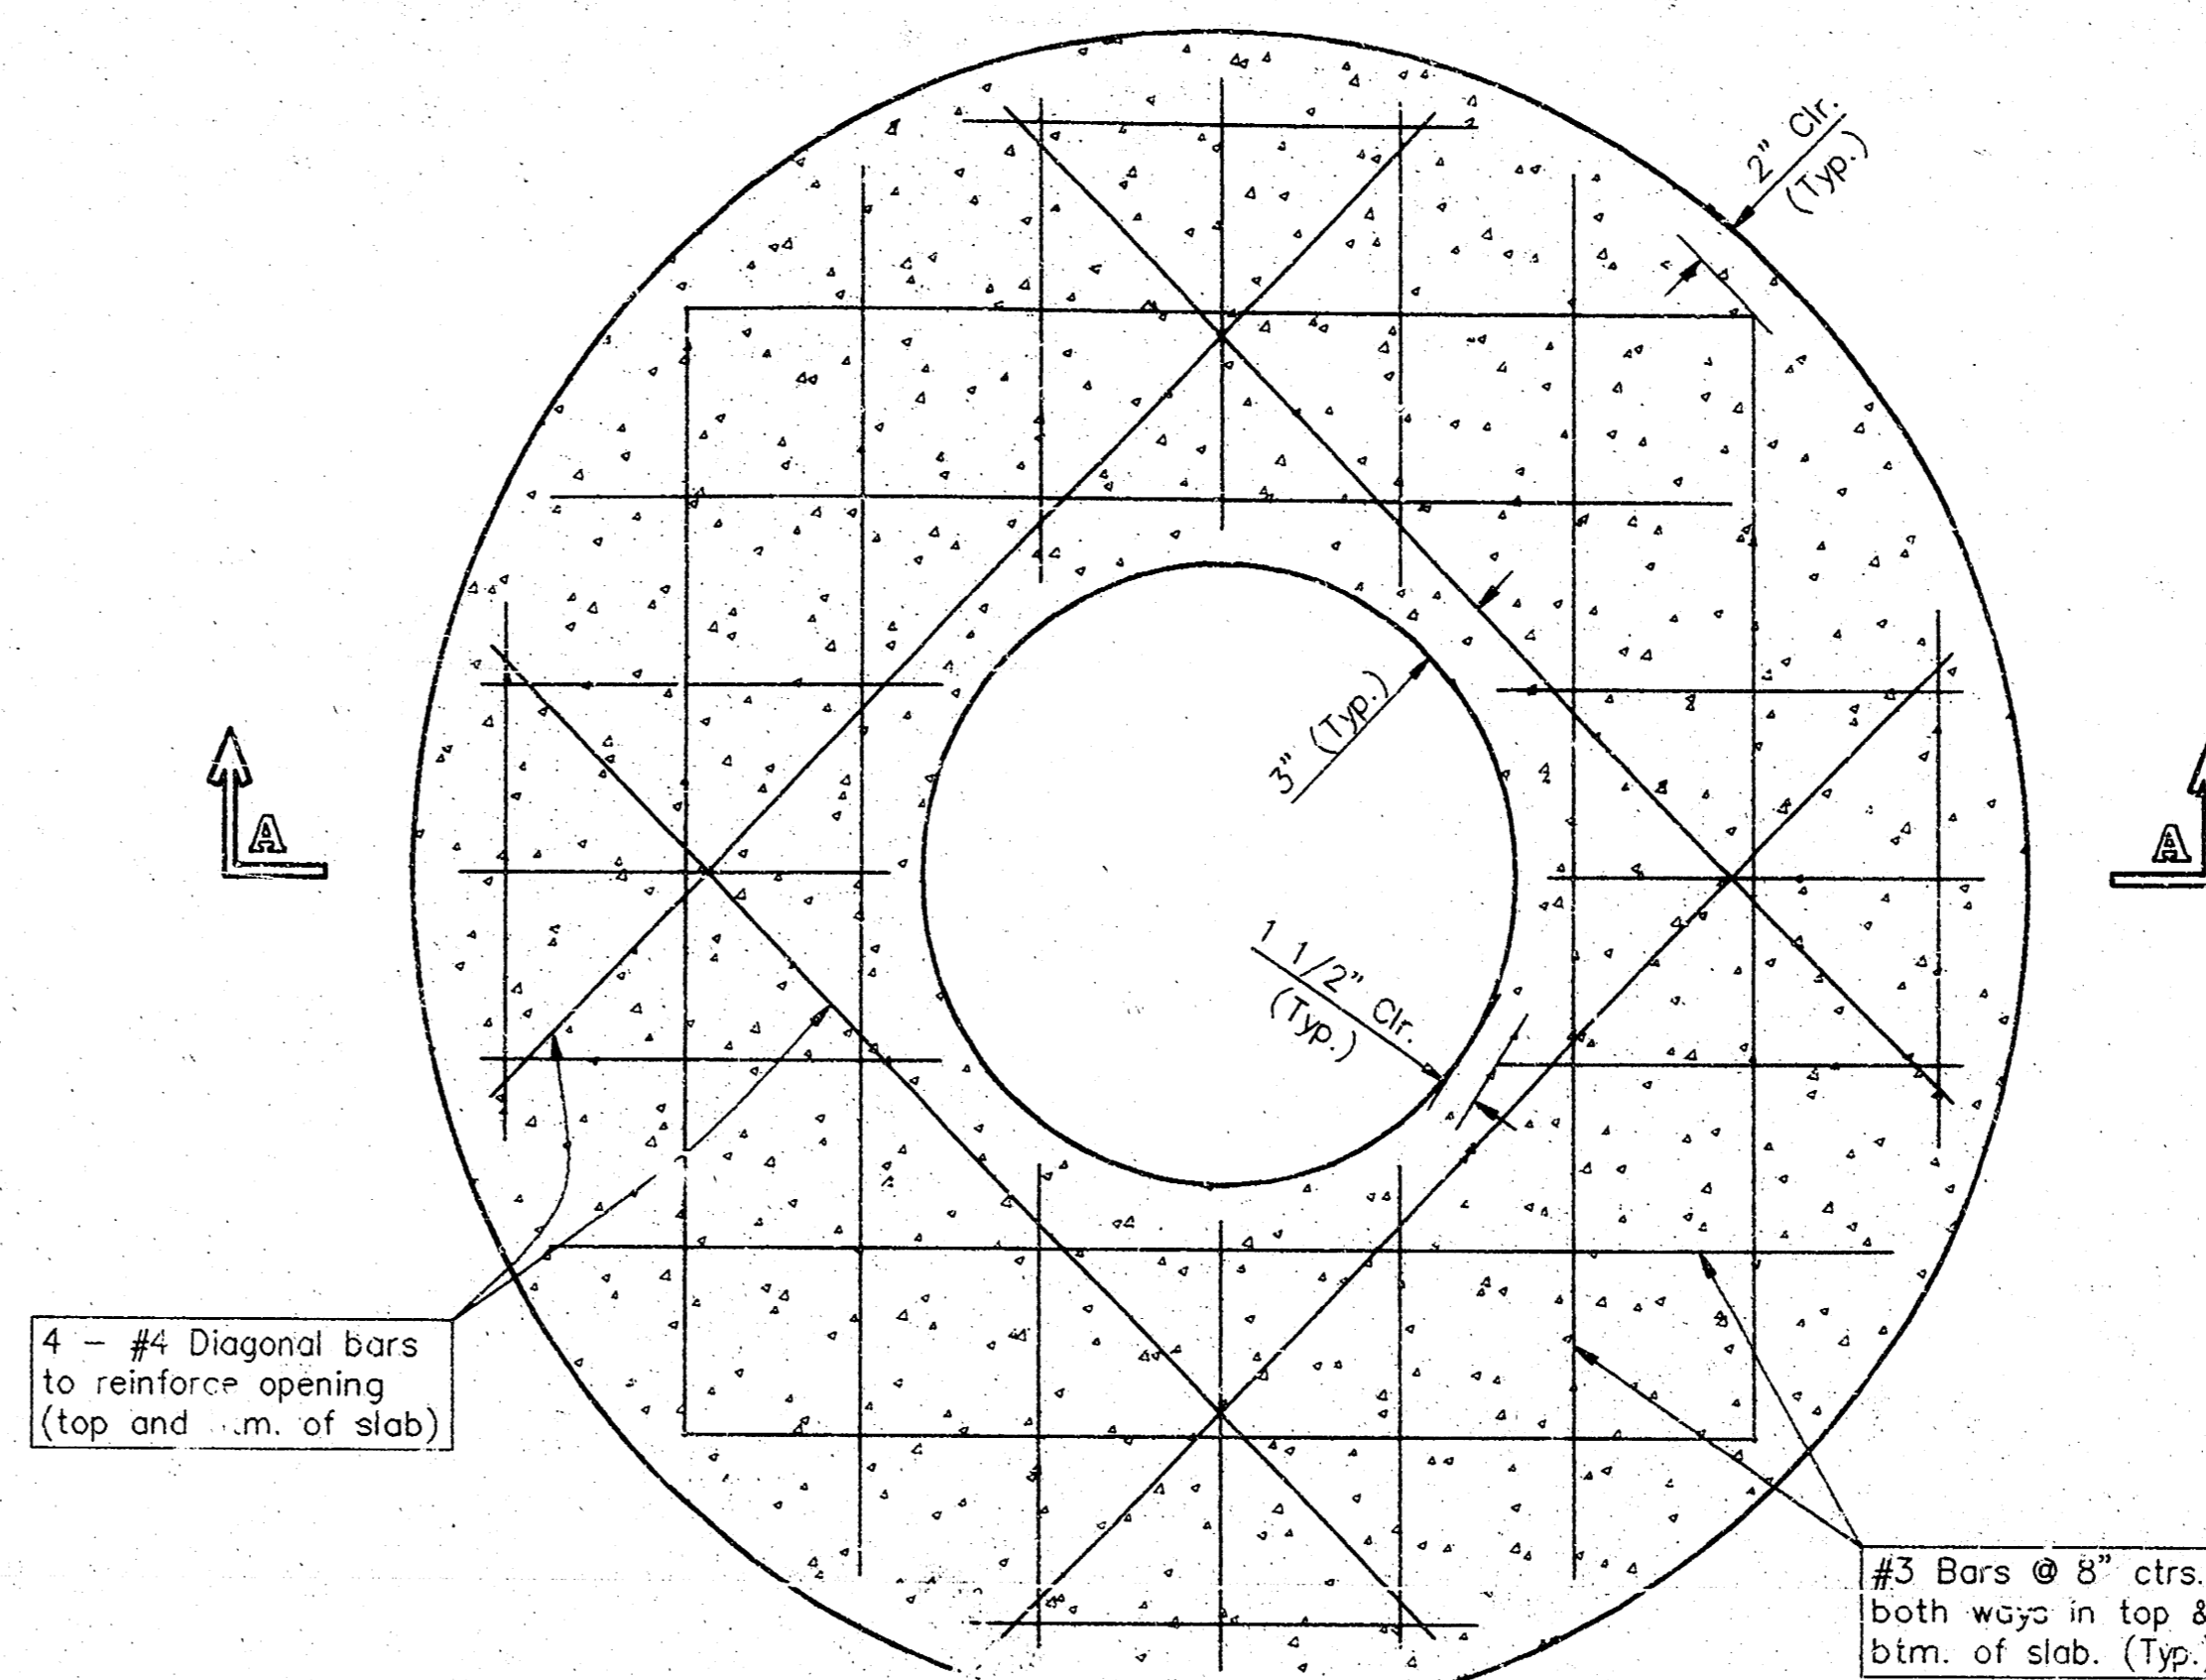 2" Clr.
(Typ.)
3" (Typ.)
A
A
1 1/2" Clr.
(Typ.)
4 - #4 Diagonal bars
to reinforce opening
(top and .m. of slab)
#3 Bars @ 8" ctrs.
both ways in top &
btm. of slab. (Typ.